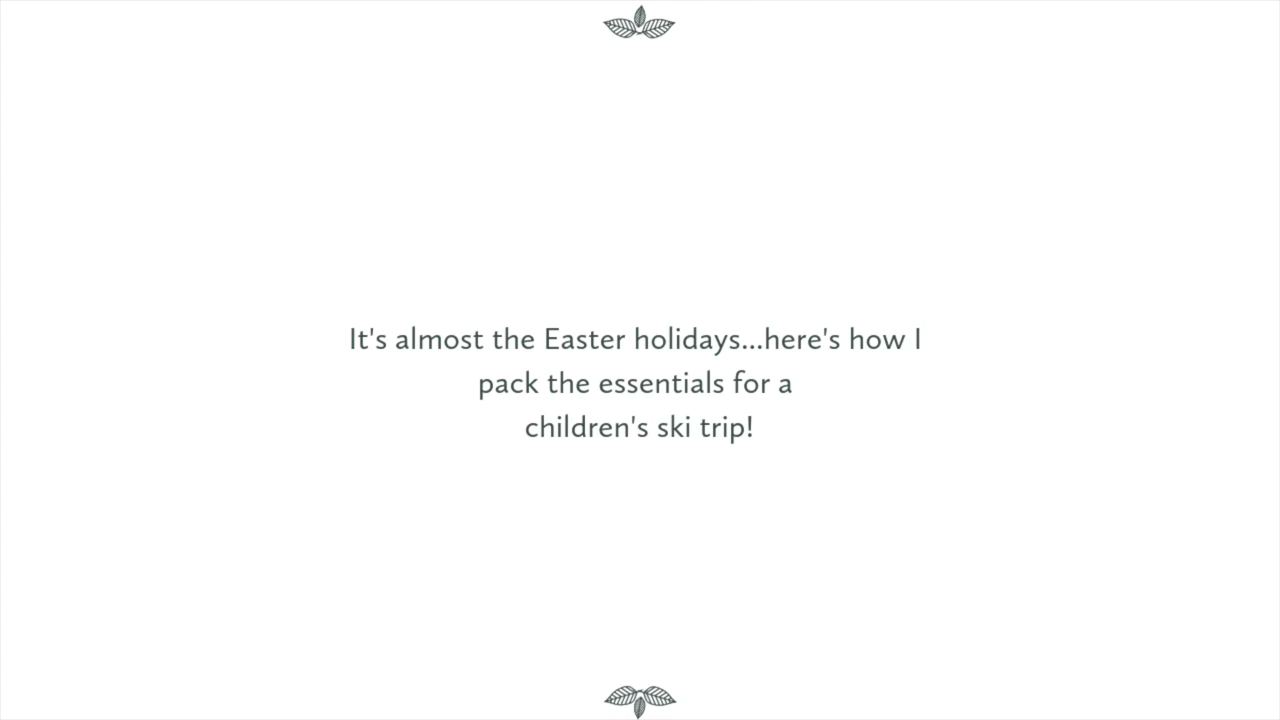 It's almost the Easter holidays...here's how I
pack the essentials for a
children's ski trip!